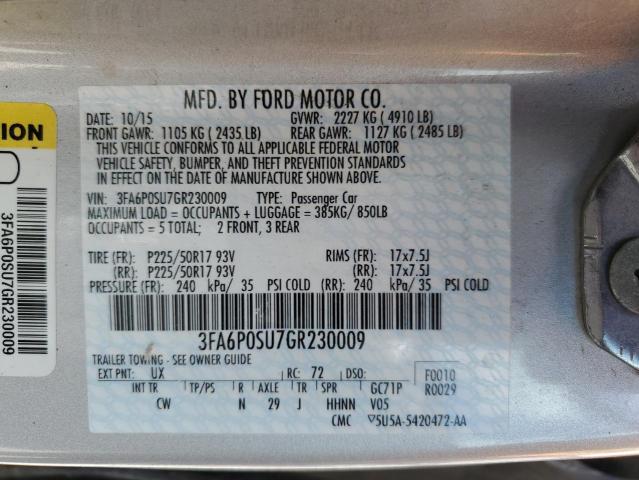 MFD. BY FORD MOTOR CO.
DATE: 10/15 GVWR: 2227 KG ( 4910 LB)
FRONT GAWR: 1105 KG ( 2435 LB) REAR GAWR: 1127 KG ( 2485 LB)
THIS VEHICLE CONFORMS TO ALL APPLICABLE FEDERAL MOTOR
VEHICLE SAFETY, BUMPER, AND THEFT PREVENTION STANDARDS
IN EFFECT ON THE DATE OF MANUFACTURE SHOWN ABOVE.
VIN: 3FA6P0SU7GR230009 TYPE: Passenger Car
MAXIMUM LOAD = OCCUPANTS + LUGGAGE = 385KG/ 850LB
OCCUPANTS = 5 TOTAL; 2 FRONT, 3 REAR
TIRE (FR): P225/50R17 93V RIMS (FR): 17x7.5J
(RR): P225/50R17 93V (RR): 17x7.5J
PRESSURE (FR): 240 kPa/ 35 PSI COLD (RR): 240 kPa/ 35 PSI COLD
3FA6P0SU7GR230009
TRAILER TOWING - SEE OWNER GUIDE
EXT PNT: UX RC: 72 DSO: F0010
INT TR TP/PS R AXLE TR SPR GC71P R0029
CW N 29 J HHNN V05
CMC ▽5U5A-5420472-AA
TION
3FA6P0SU7GR230009